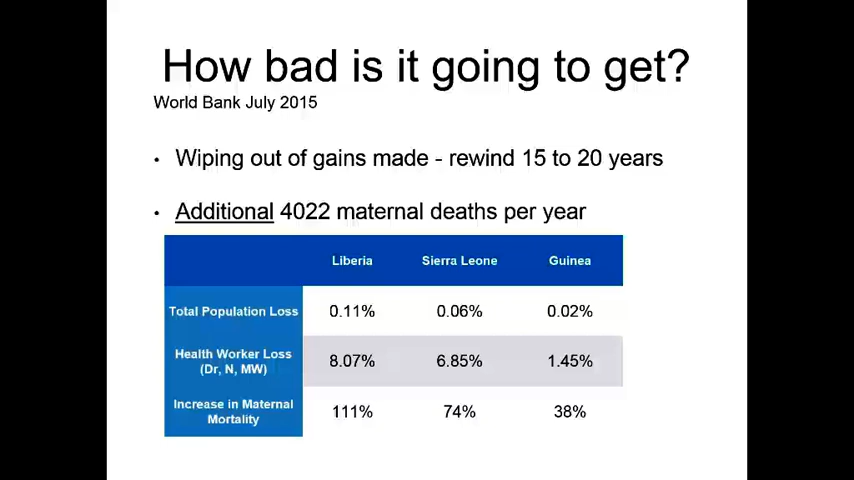 How bad is it going to get?
World Bank July 2015
• Wiping out of gains made - rewind 15 to 20 years
• Additional 4022 maternal deaths per year
Liberia Sierra Leone Guinea
Total Population Loss 0.11% 0.06% 0.02%
Health Worker Loss
(Dr, N, MW) 8.07% 6.85% 1.45%
Increase in Maternal
Mortality 111% 74% 38%